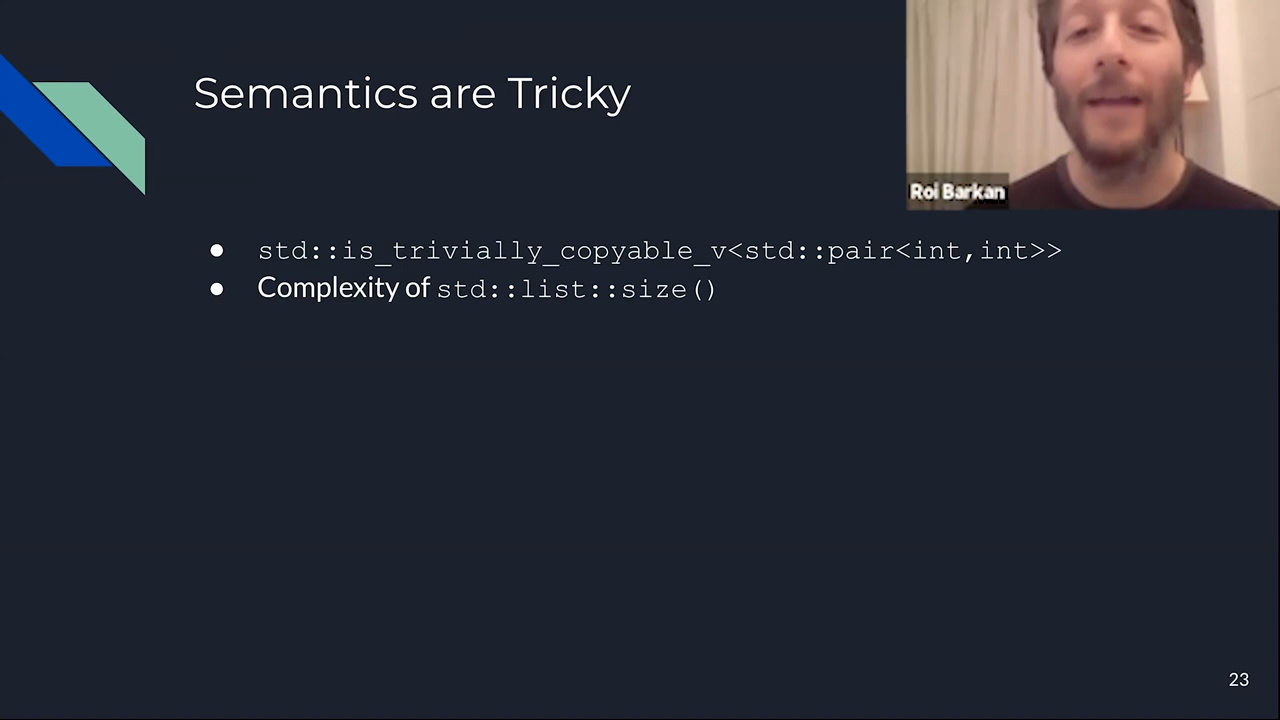 Semantics are Tricky
Roi Barkan
● std::is_trivially_copyable_v<std::pair<int,int>>
● Complexity of std::list::size()
23